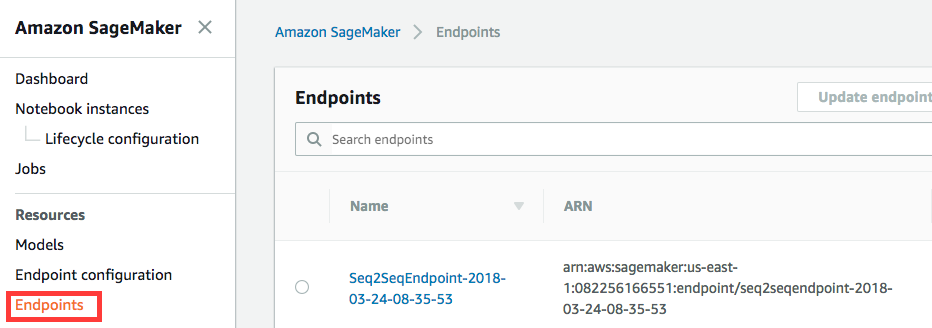 Amazon SageMaker
Dashboard
Notebook instances
Lifecycle configuration
Jobs
Resources
Models
Endpoint configuration
Endpoints
Amazon SageMaker > Endpoints
Endpoints
Update endpoint
Search endpoints
Name
ARN
Seq2SeqEndpoint-2018-
03-24-08-35-53
arn:aws:sagemaker:us-east-
1:082256166551:endpoint/seq2seqendpoint-2018-
03-24-08-35-53